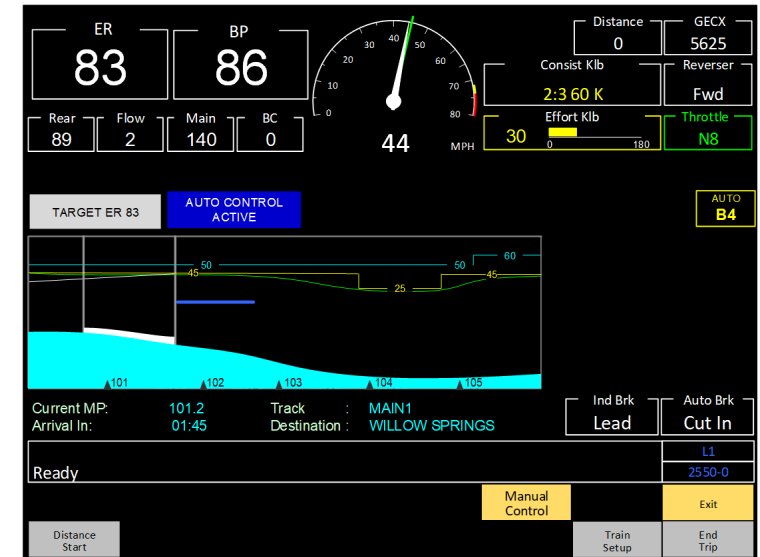 ER
83
BP
86
Rear
89
Flow
2
Main
140
BC
0
0
10
20
30
40
50
60
70
80
44
MPH
Distance
0
GECX
5625
Consist Klb
2:3 60 K
Reverser
Fwd
Effort Klb
30
0
180
Throttle
N8
TARGET ER 83
AUTO CONTROL
ACTIVE
AUTO
B4
50
45
25
50
60
45
101
102
103
104
105
Current MP: 101.2 Track : MAIN1
Arrival In: 01:45 Destination : WILLOW SPRINGS
Ind Brk
Lead
Auto Brk
Cut In
Ready
L1
2550-0
Manual
Control
Exit
Distance
Start
Train
Setup
End
Trip